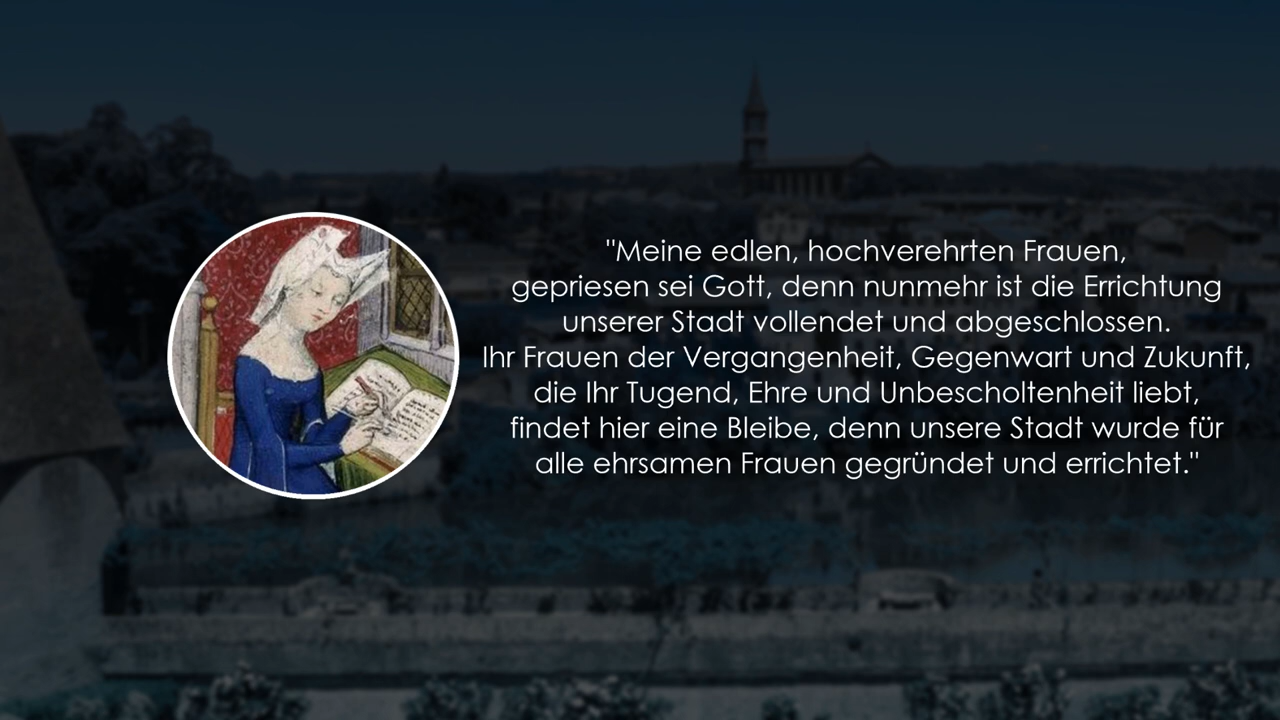 "Meine edlen, hochverehrten Frauen,
gepriesen sei Gott, denn nunmehr ist die Errichtung
unserer Stadt vollendet und abgeschlossen.
Ihr Frauen der Vergangenheit, Gegenwart und Zukunft,
die Ihr Tugend, Ehre und Unbescholtenheit liebt,
findet hier eine Bleibe, denn unsere Stadt wurde für
alle ehrsamen Frauen gegründet und errichtet."